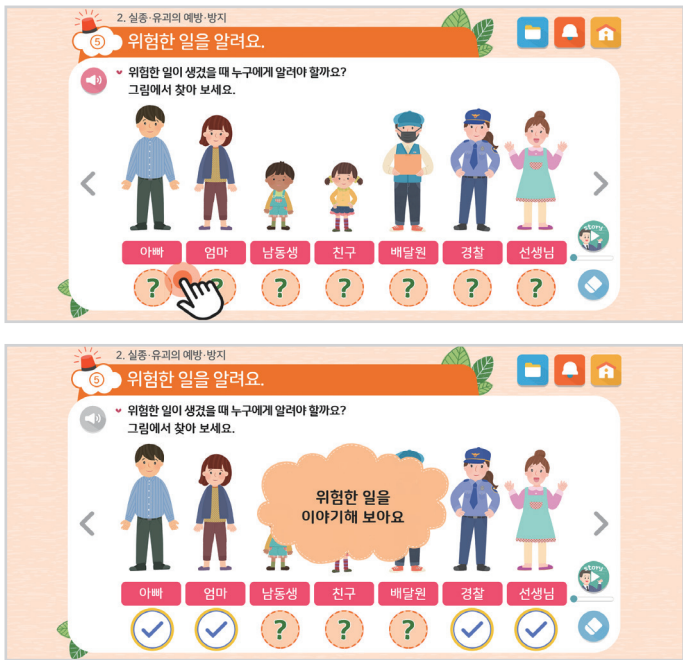 2. 실종·유괴의 예방·방지
5 위험한 일을 알려요.
위험한 일이 생겼을 때 누구에게 알려야 할까요?
그림에서 찾아 보세요.
story
아빠 엄마 남동생 친구 배달원 경찰 선생님
? ? ? ? ? ? ?
2. 실종·유괴의 예방·방지
5 위험한 일을 알려요.
위험한 일이 생겼을 때 누구에게 알려야 할까요?
그림에서 찾아 보세요.
위험한 일을
이야기해 보아요
story
아빠 엄마 남동생 친구 배달원 경찰 선생님
? ? ?